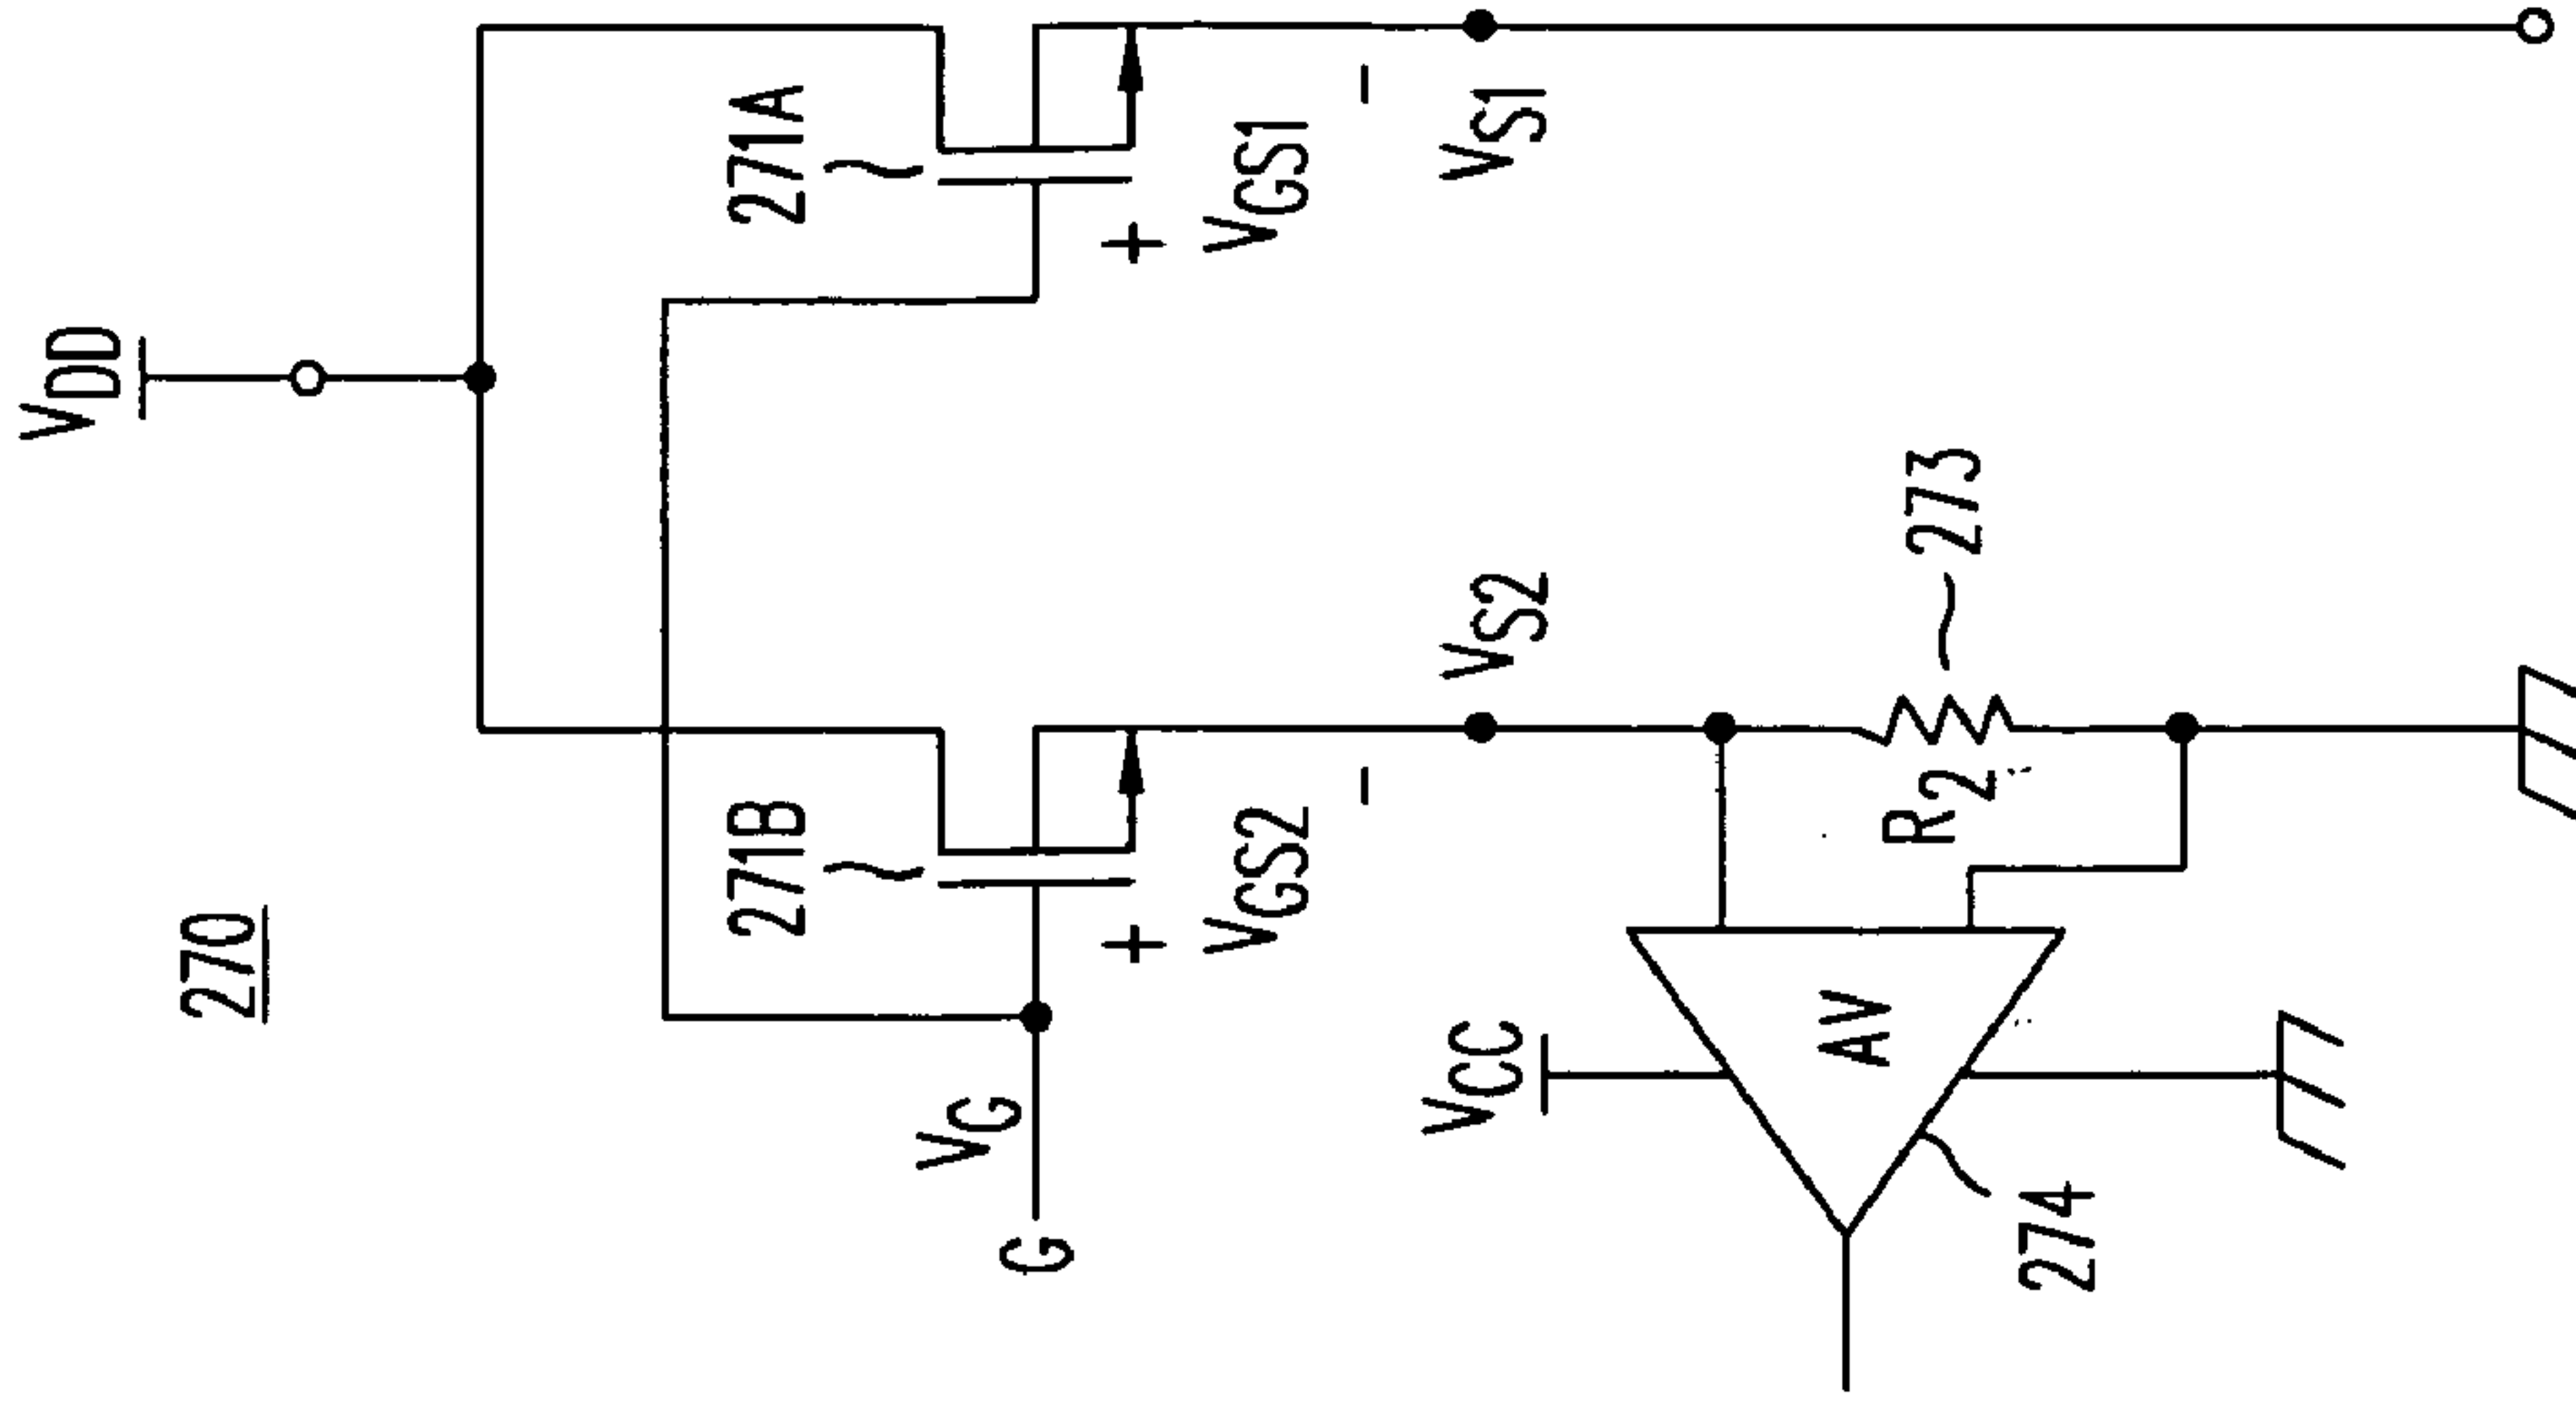 270
VDD
271B
271A
VG
G
+
VGS2
-
+
VGS1
-
VS2
VS1
VCC
AV
R2
273
274